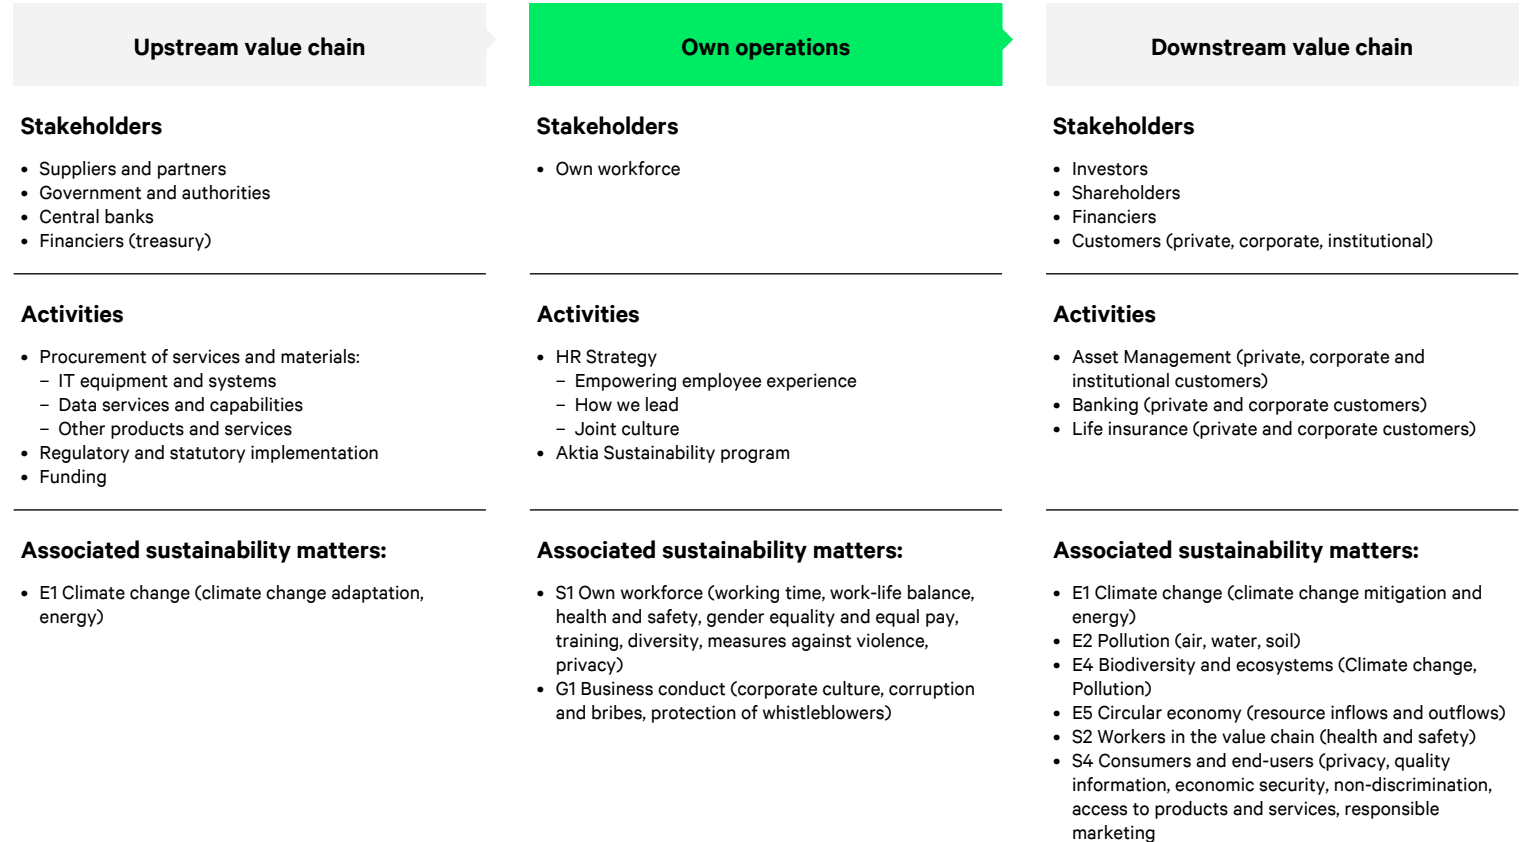 Upstream value chain
Own operations
Downstream value chain
Stakeholders
• Suppliers and partners
• Government and authorities
• Central banks
• Financiers (treasury)
Stakeholders
• Own workforce
Stakeholders
• Investors
• Shareholders
• Financiers
• Customers (private, corporate, institutional)
Activities
• Procurement of services and materials:
– IT equipment and systems
– Data services and capabilities
– Other products and services
• Regulatory and statutory implementation
• Funding
Activities
• HR Strategy
– Empowering employee experience
– How we lead
– Joint culture
• Aktia Sustainability program
Activities
• Asset Management (private, corporate and
institutional customers)
• Banking (private and corporate customers)
• Life insurance (private and corporate customers)
Associated sustainability matters:
• E1 Climate change (climate change adaptation,
energy)
Associated sustainability matters:
• S1 Own workforce (working time, work-life balance,
health and safety, gender equality and equal pay,
training, diversity, measures against violence,
privacy)
• G1 Business conduct (corporate culture, corruption
and bribes, protection of whistleblowers)
Associated sustainability matters:
• E1 Climate change (climate change mitigation and
energy)
• E2 Pollution (air, water, soil)
• E4 Biodiversity and ecosystems (Climate change,
Pollution)
• E5 Circular economy (resource inflows and outflows)
• S2 Workers in the value chain (health and safety)
• S4 Consumers and end-users (privacy, quality
information, economic security, non-discrimination,
access to products and services, responsible
marketing